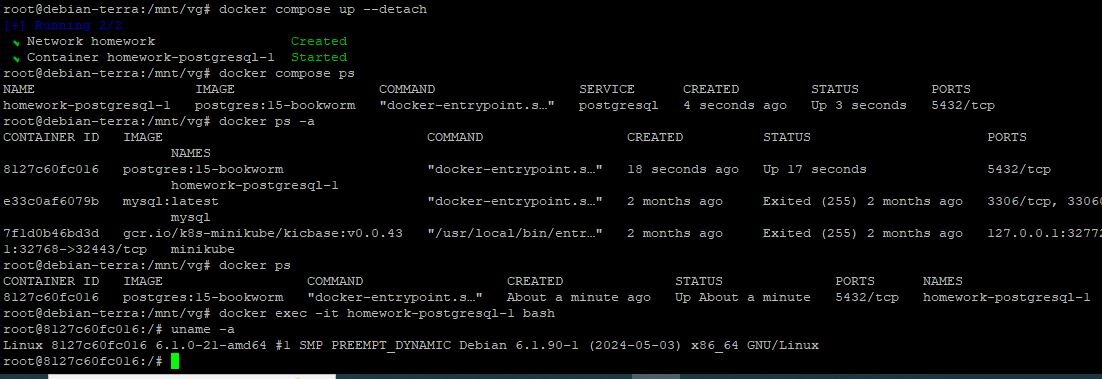 root@debian-terra:/mnt/vg# docker compose up --detach
[+] Running 2/2
✔ Network homework                 Created
✔ Container homework-postgresql-1  Started
root@debian-terra:/mnt/vg# docker compose ps
NAME                    IMAGE                  COMMAND                  SERVICE      CREATED         STATUS         PORTS
homework-postgresql-1   postgres:15-bookworm   "docker-entrypoint.s…"   postgresql   4 seconds ago   Up 3 seconds   5432/tcp
root@debian-terra:/mnt/vg# docker ps -a
CONTAINER ID   IMAGE                                 COMMAND                  CREATED          STATUS                      PORTS
                     NAMES
8127c60fc016   postgres:15-bookworm                  "docker-entrypoint.s…"   18 seconds ago   Up 17 seconds               5432/tcp
                     homework-postgresql-1
e33c0af6079b   mysql:latest                          "docker-entrypoint.s…"   2 months ago     Exited (255) 2 months ago   3306/tcp, 33060
                     mysql
7f1d0b46bd3d   gcr.io/k8s-minikube/kicbase:v0.0.43   "/usr/local/bin/entr…"   2 months ago     Exited (255) 2 months ago   127.0.0.1:32772
1:32768->32443/tcp   minikube
root@debian-terra:/mnt/vg# docker ps
CONTAINER ID   IMAGE                  COMMAND                  CREATED              STATUS              PORTS      NAMES
8127c60fc016   postgres:15-bookworm   "docker-entrypoint.s…"   About a minute ago   Up About a minute   5432/tcp   homework-postgresql-1
root@debian-terra:/mnt/vg# docker exec -it homework-postgresql-1 bash
root@8127c60fc016:/# uname -a
Linux 8127c60fc016 6.1.0-21-amd64 #1 SMP PREEMPT_DYNAMIC Debian 6.1.90-1 (2024-05-03) x86_64 GNU/Linux
root@8127c60fc016:/#